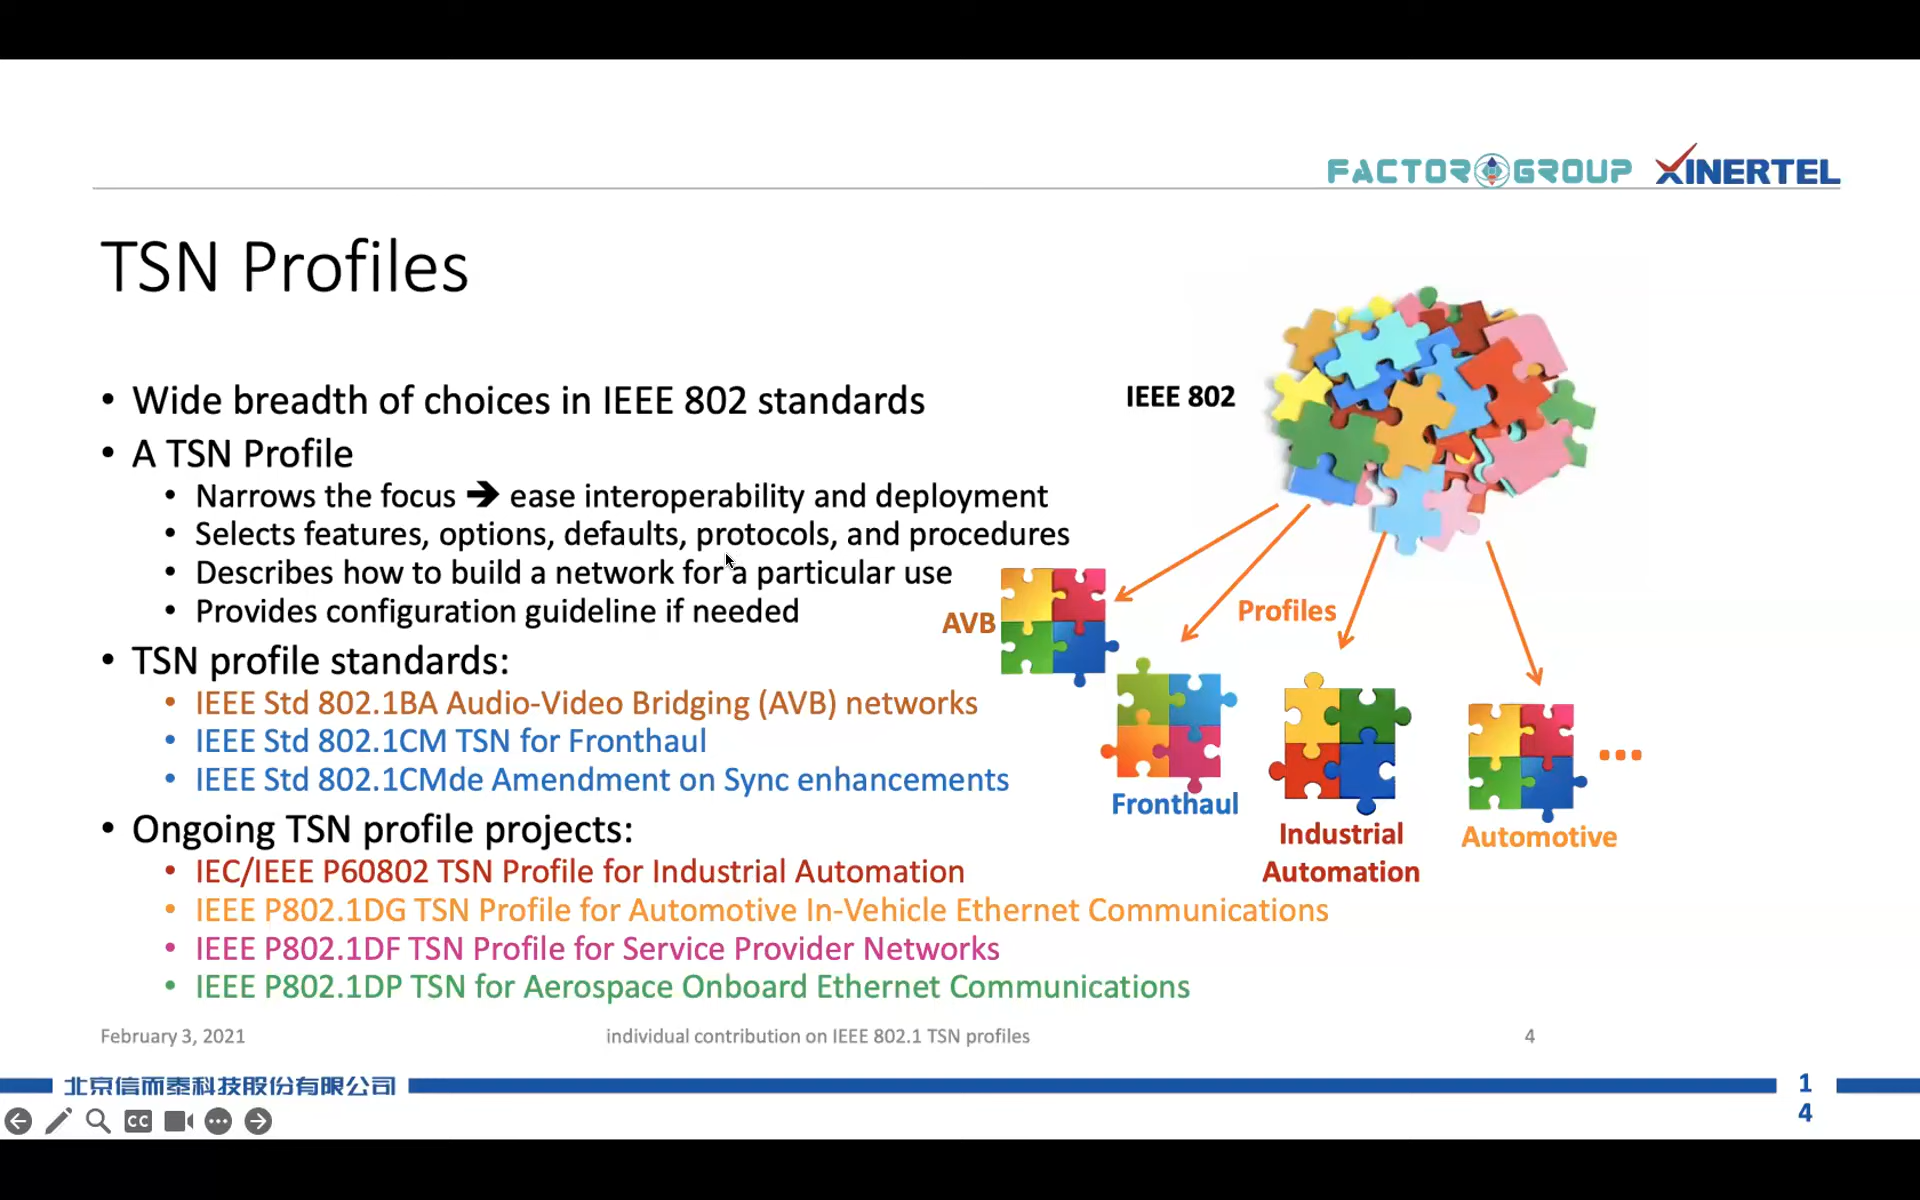 FACTOR GROUP XINERTEL
TSN Profiles
• Wide breadth of choices in IEEE 802 standards
• A TSN Profile
• Narrows the focus ➔ ease interoperability and deployment
• Selects features, options, defaults, protocols, and procedures
• Describes how to build a network for a particular use
• Provides configuration guideline if needed
• TSN profile standards:
• IEEE Std 802.1BA Audio-Video Bridging (AVB) networks
• IEEE Std 802.1CM TSN for Fronthaul
• IEEE Std 802.1CMde Amendment on Sync enhancements
• Ongoing TSN profile projects:
• IEC/IEEE P60802 TSN Profile for Industrial Automation
• IEEE P802.1DG TSN Profile for Automotive In-Vehicle Ethernet Communications
• IEEE P802.1DF TSN Profile for Service Provider Networks
• IEEE P802.1DP TSN for Aerospace Onboard Ethernet Communications
IEEE 802
Profiles
AVB
Fronthaul
Industrial
Automation
Automotive
...
February 3, 2021
individual contribution on IEEE 802.1 TSN profiles
4
北京信而泰科技股份有限公司
1
4
CC